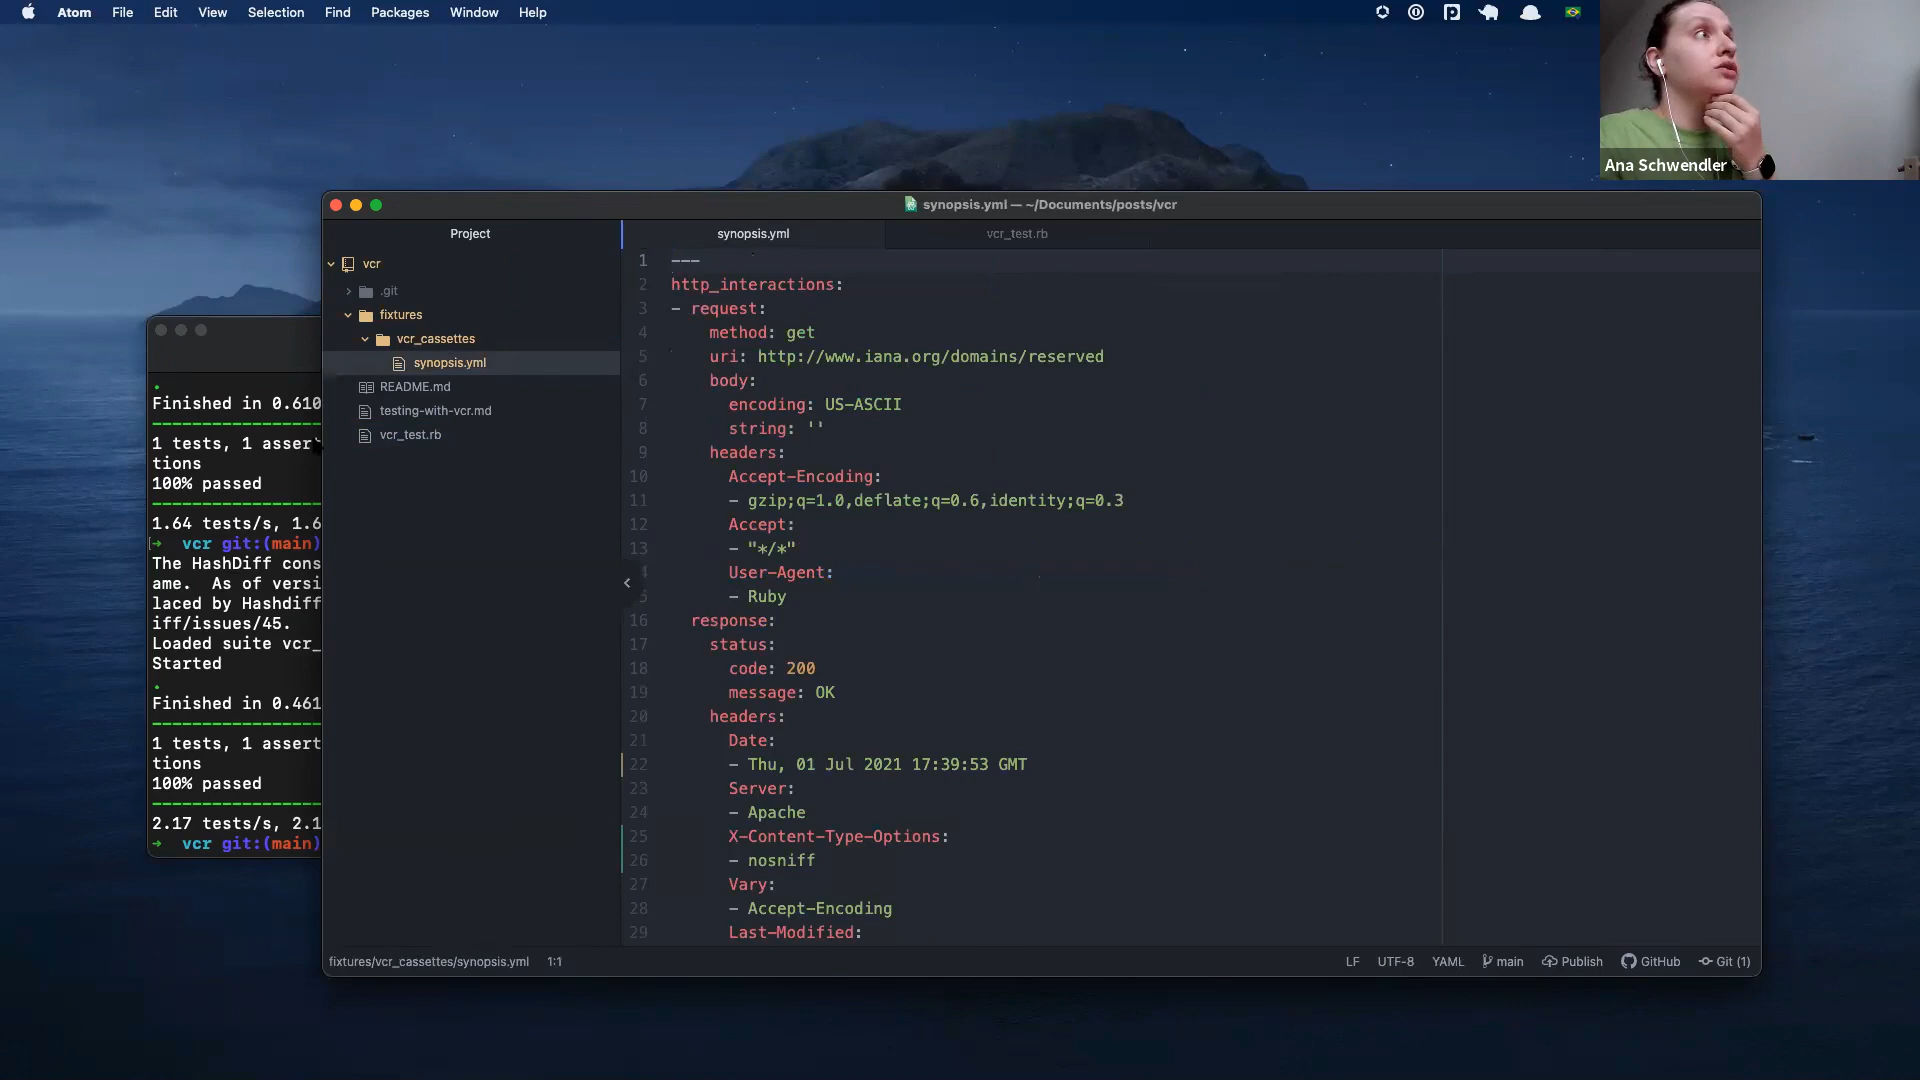 Atom File Edit View Selection Find Packages Window Help
Ana Schwendler
synopsis.yml — ~/Documents/posts/vcr
Project
synopsis.yml
vcr_test.rb
vcr
.git
fixtures
vcr_cassettes
synopsis.yml
README.md
testing-with-vcr.md
vcr_test.rb
1 ---
2 http_interactions:
3 - request:
4 method: get
5 uri: http://www.iana.org/domains/reserved
6 body:
7 encoding: US-ASCII
8 string: ''
9 headers:
10 Accept-Encoding:
11 - gzip;q=1.0,deflate;q=0.6,identity;q=0.3
12 Accept:
13 - "*/*"
4 User-Agent:
5 - Ruby
16 response:
17 status:
18 code: 200
19 message: OK
20 headers:
21 Date:
22 - Thu, 01 Jul 2021 17:39:53 GMT
23 Server:
24 - Apache
25 X-Content-Type-Options:
26 - nosniff
27 Vary:
28 - Accept-Encoding
29 Last-Modified:
fixtures/vcr_cassettes/synopsis.yml 1:1
LF UTF-8 YAML main Publish GitHub Git (1)
Finished in 0.610
1 tests, 1 assert
tions
100% passed
1.64 tests/s, 1.6
➜ vcr git:(main)
The HashDiff cons
ame. As of versi
laced by Hashdiff
iff/issues/45.
Loaded suite vcr_
Started
.
Finished in 0.461
1 tests, 1 assert
tions
100% passed
2.17 tests/s, 2.1
➜ vcr git:(main)